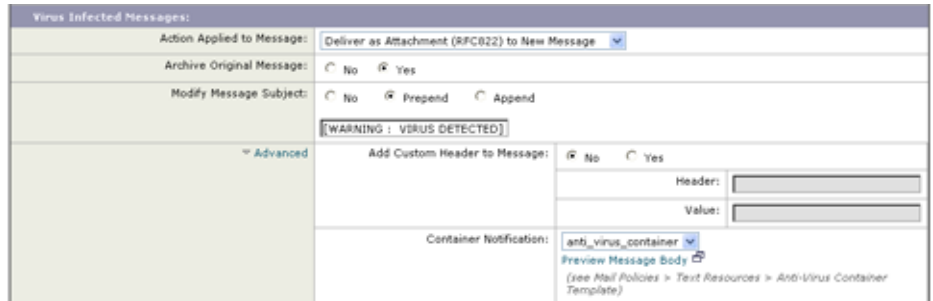 Virus Infected Messages:
Action Applied to Message: Deliver as Attachment (RFC822) to New Message
Archive Original Message: No Yes
Modify Message Subject: No Prepend Append
[WARNING : VIRUS DETECTED]
Advanced Add Custom Header to Message: No Yes
Header:
Value:
Container Notification: anti_virus_container
Preview Message Body
(see Mail Policies > Text Resources > Anti-Virus Container
Template)